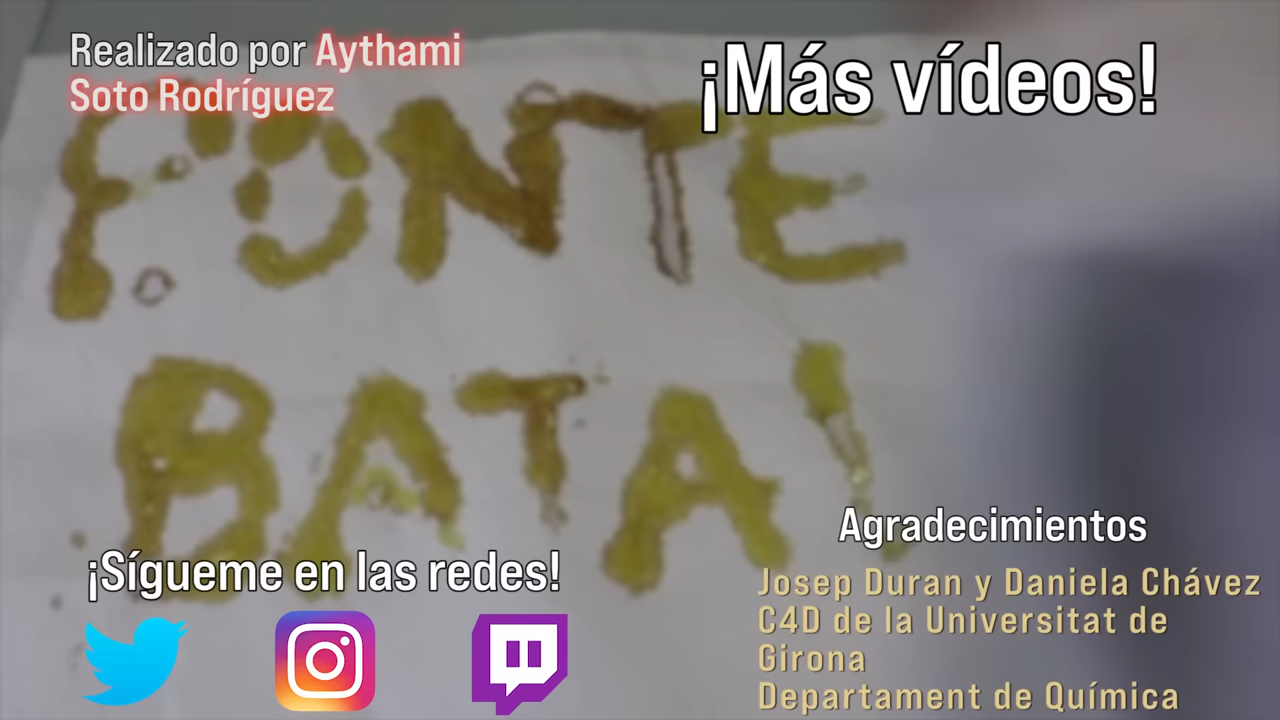 Realizado por Aythami
Soto Rodríguez
¡Más vídeos!
PONTE
BATA!
¡Sígueme en las redes!
Agradecimientos
Josep Duran y Daniela Chávez
C4D de la Universitat de
Girona
Departament de Química